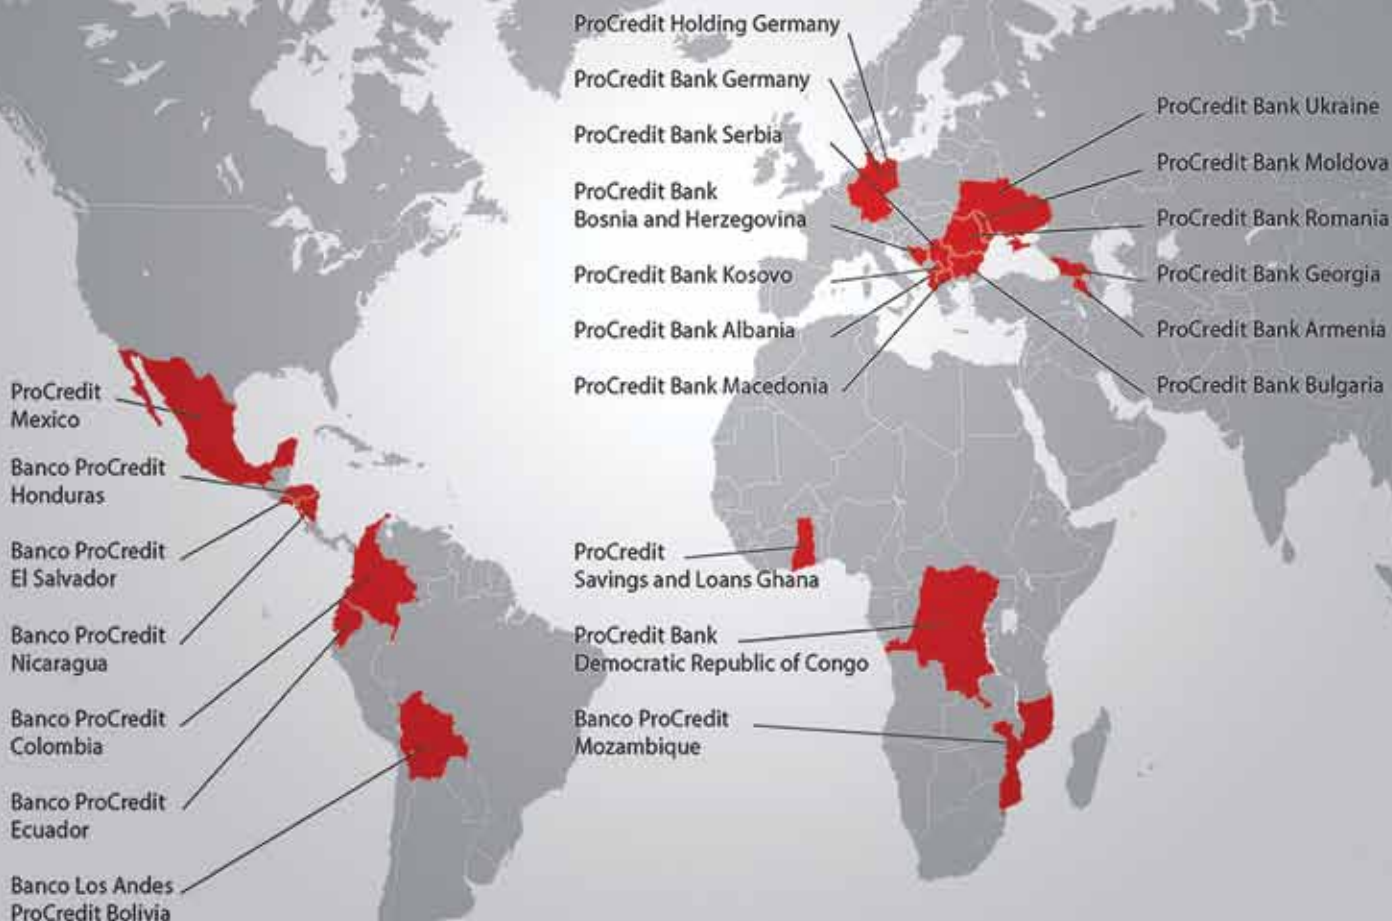 ProCredit Holding Germany
ProCredit Bank Germany
ProCredit Bank Serbia
ProCredit Bank
Bosnia and Herzegovina
ProCredit Bank Kosovo
ProCredit Bank Albania
ProCredit Bank Macedonia
ProCredit Bank Ukraine
ProCredit Bank Moldova
ProCredit Bank Romania
ProCredit Bank Georgia
ProCredit Bank Armenia
ProCredit Bank Bulgaria
ProCredit
Mexico
Banco ProCredit
Honduras
Banco ProCredit
El Salvador
Banco ProCredit
Nicaragua
Banco ProCredit
Colombia
Banco ProCredit
Ecuador
Banco Los Andes
ProCredit Bolivia
ProCredit
Savings and Loans Ghana
ProCredit Bank
Democratic Republic of Congo
Banco ProCredit
Mozambique